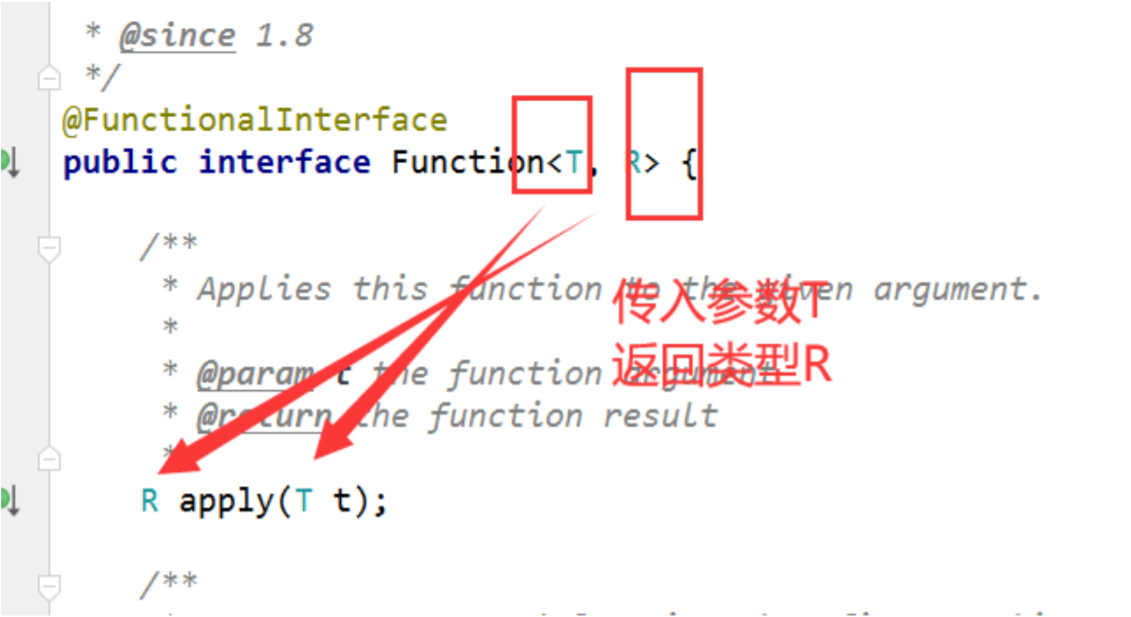 * @since 1.8
*/
@FunctionalInterface
public interface Function<T, R> {
/**
* Applies this function to the given argument.
*
* @param t the function argument
* @return the function result
*
R apply(T t);
/**
传入参数T
返回类型R